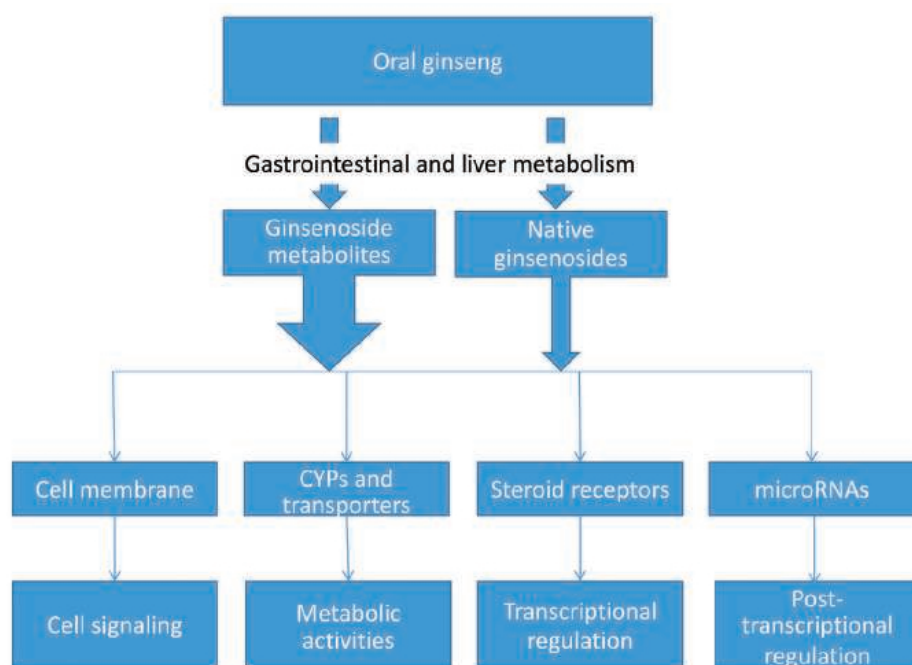 Oral ginseng
Gastrointestinal and liver metabolism
Ginsenoside
metabolites
Native
ginsenosides
Cell membrane
CYPs and
transporters
Steroid receptors
microRNAs
Cell signaling
Metabolic
activities
Transcriptional
regulation
Post-
transcriptional
regulation